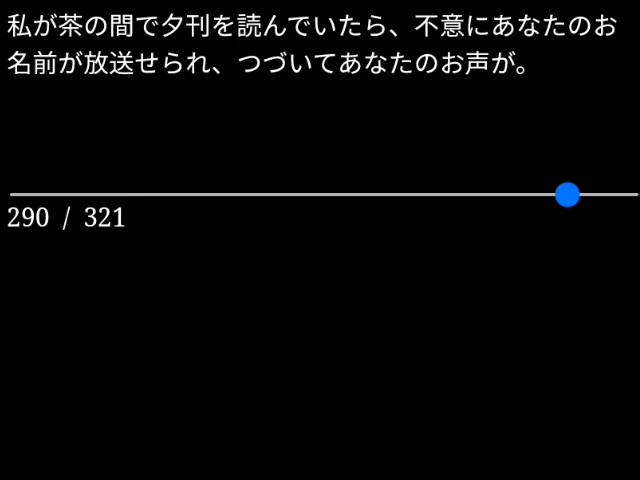 私が茶の間で夕刊を読んでいたら、不意にあなたのお
名前が放送せられ、つづいてあなたのお声が。
290 / 321